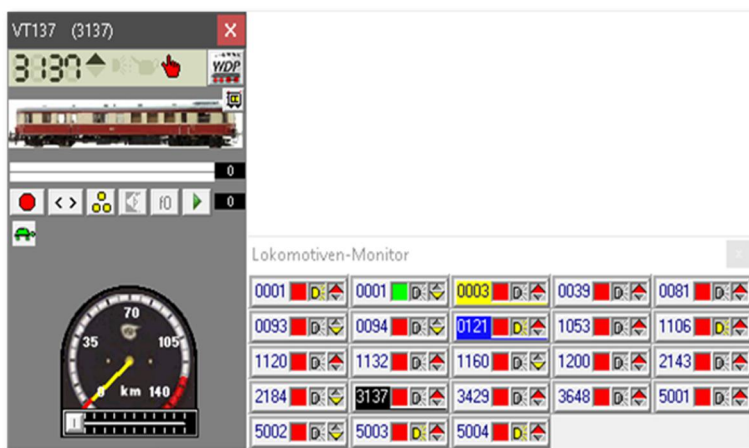 VT137 (3137)
3137
WDP
0
< >
f0
0
70
35
105
0 km 140
Lokomotiven-Monitor
0001 D 0001 D 0003 D 0039 D 0081 D
0093 D 0094 D 0121 D 1053 D 1106 D
1120 D 1132 D 1160 D 1200 D 2143 D
2184 D 3137 D 3429 D 3648 D 5001 D
5002 D 5003 D 5004 D